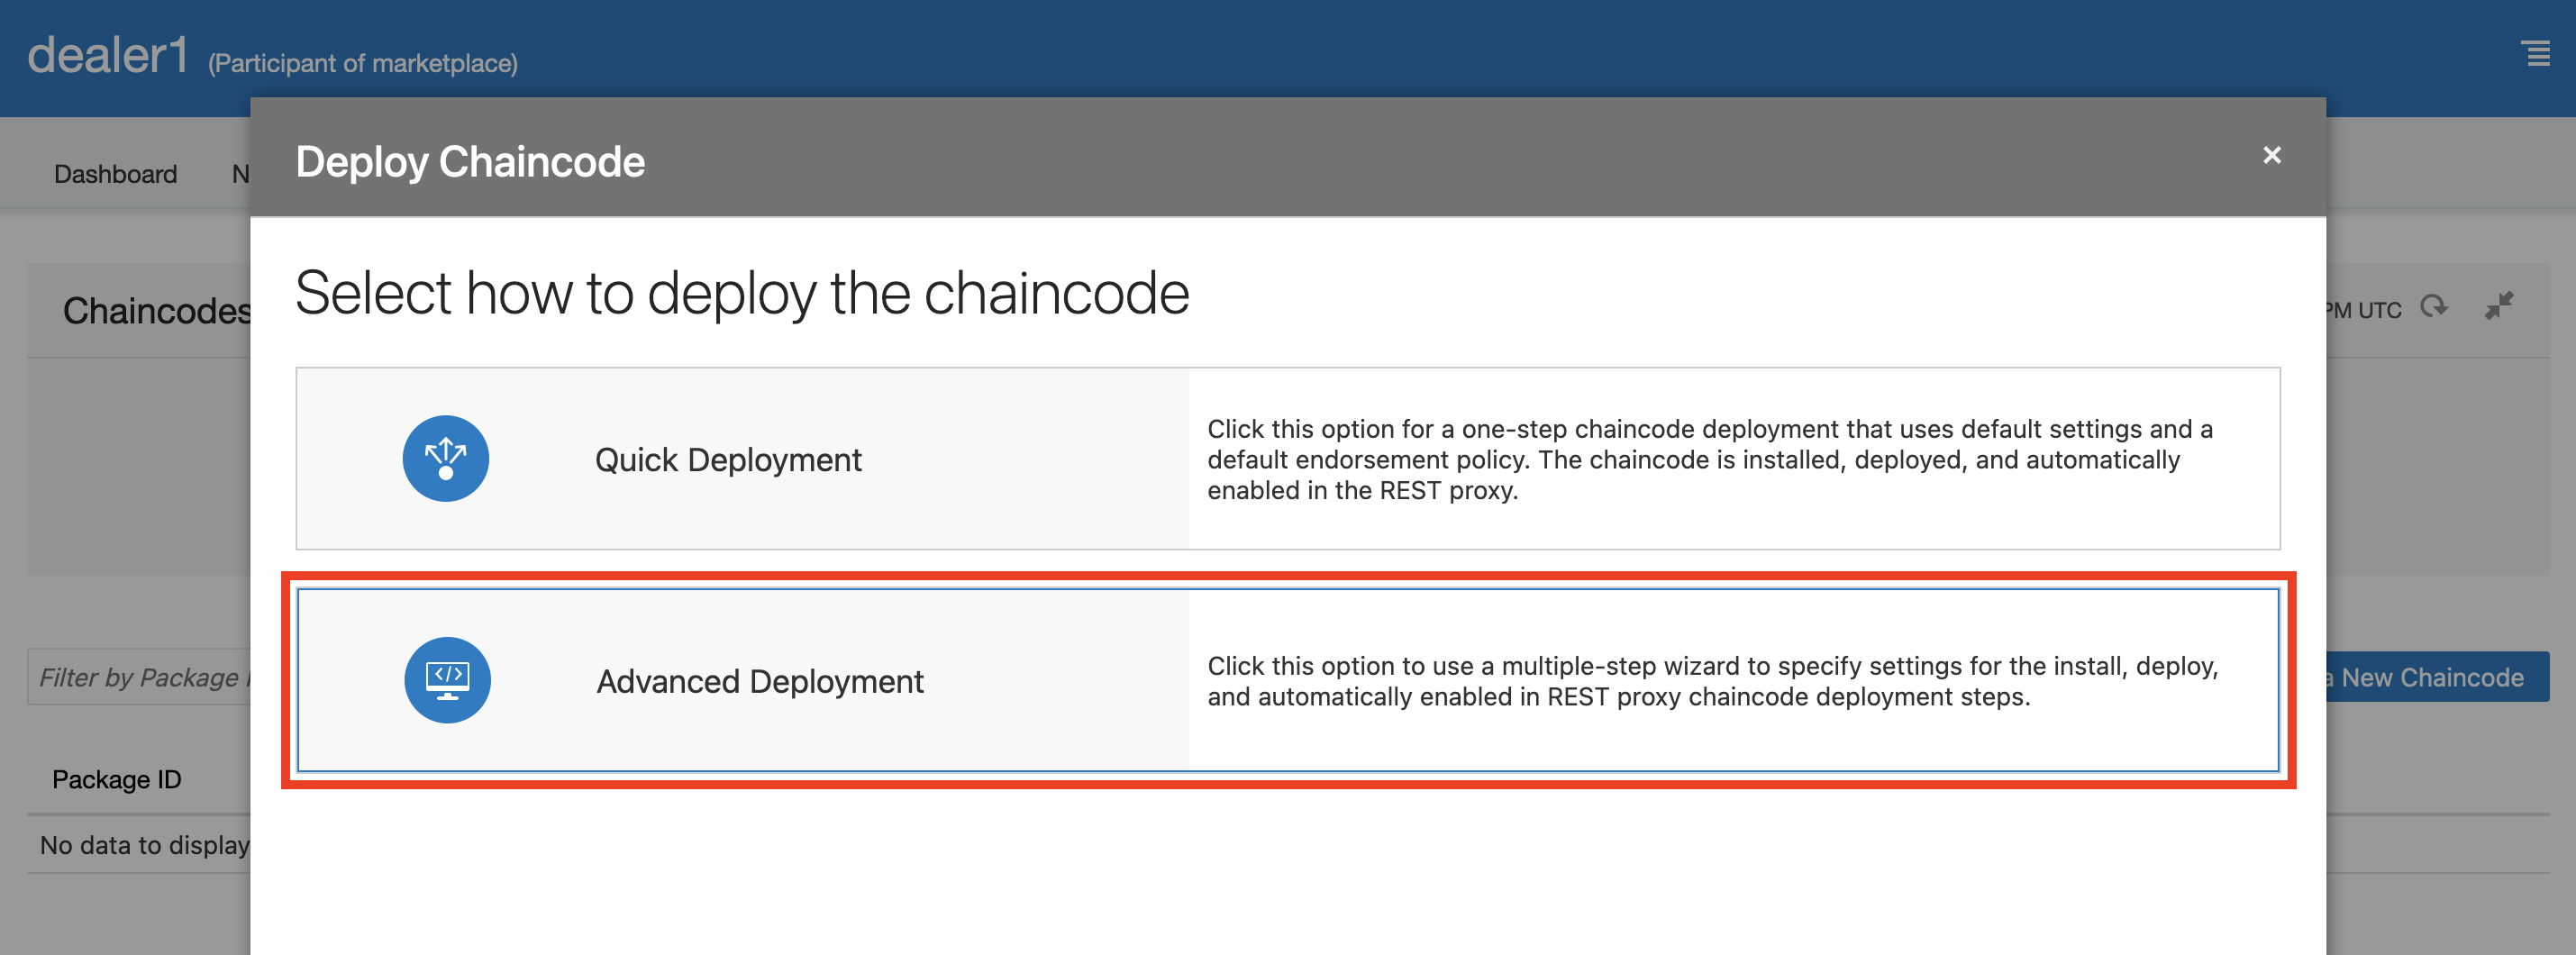 dealer1 (Participant of marketplace)
Dashboard
Deploy Chaincode
Select how to deploy the chaincode
Chaincodes
PM UTC
Quick Deployment
Click this option for a one-step chaincode deployment that uses default settings and a
default endorsement policy. The chaincode is installed, deployed, and automatically
enabled in the REST proxy.
Advanced Deployment
Click this option to use a multiple-step wizard to specify settings for the install, deploy,
and automatically enabled in REST proxy chaincode deployment steps.
Filter by Package
a New Chaincode
Package ID
No data to display